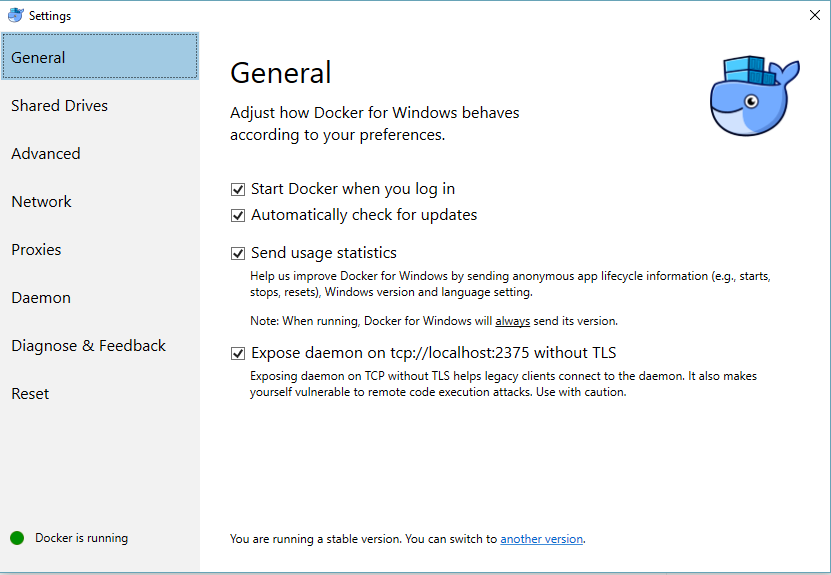 Settings
General
Shared Drives
Advanced
Network
Proxies
Daemon
Diagnose & Feedback
Reset
Docker is running
General
Adjust how Docker for Windows behaves
according to your preferences.
Start Docker when you log in
Automatically check for updates
Send usage statistics
Help us improve Docker for Windows by sending anonymous app lifecycle information (e.g., starts,
stops, resets), Windows version and language setting.
Note: When running, Docker for Windows will always send its version.
Expose daemon on tcp://localhost:2375 without TLS
Exposing daemon on TCP without TLS helps legacy clients connect to the daemon. It also makes
yourself vulnerable to remote code execution attacks. Use with caution.
You are running a stable version. You can switch to another version.